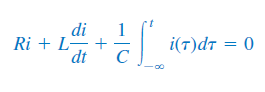 Ri + L di/dt + 1/C ∫_{-∞}^{t} i(τ)dτ = 0